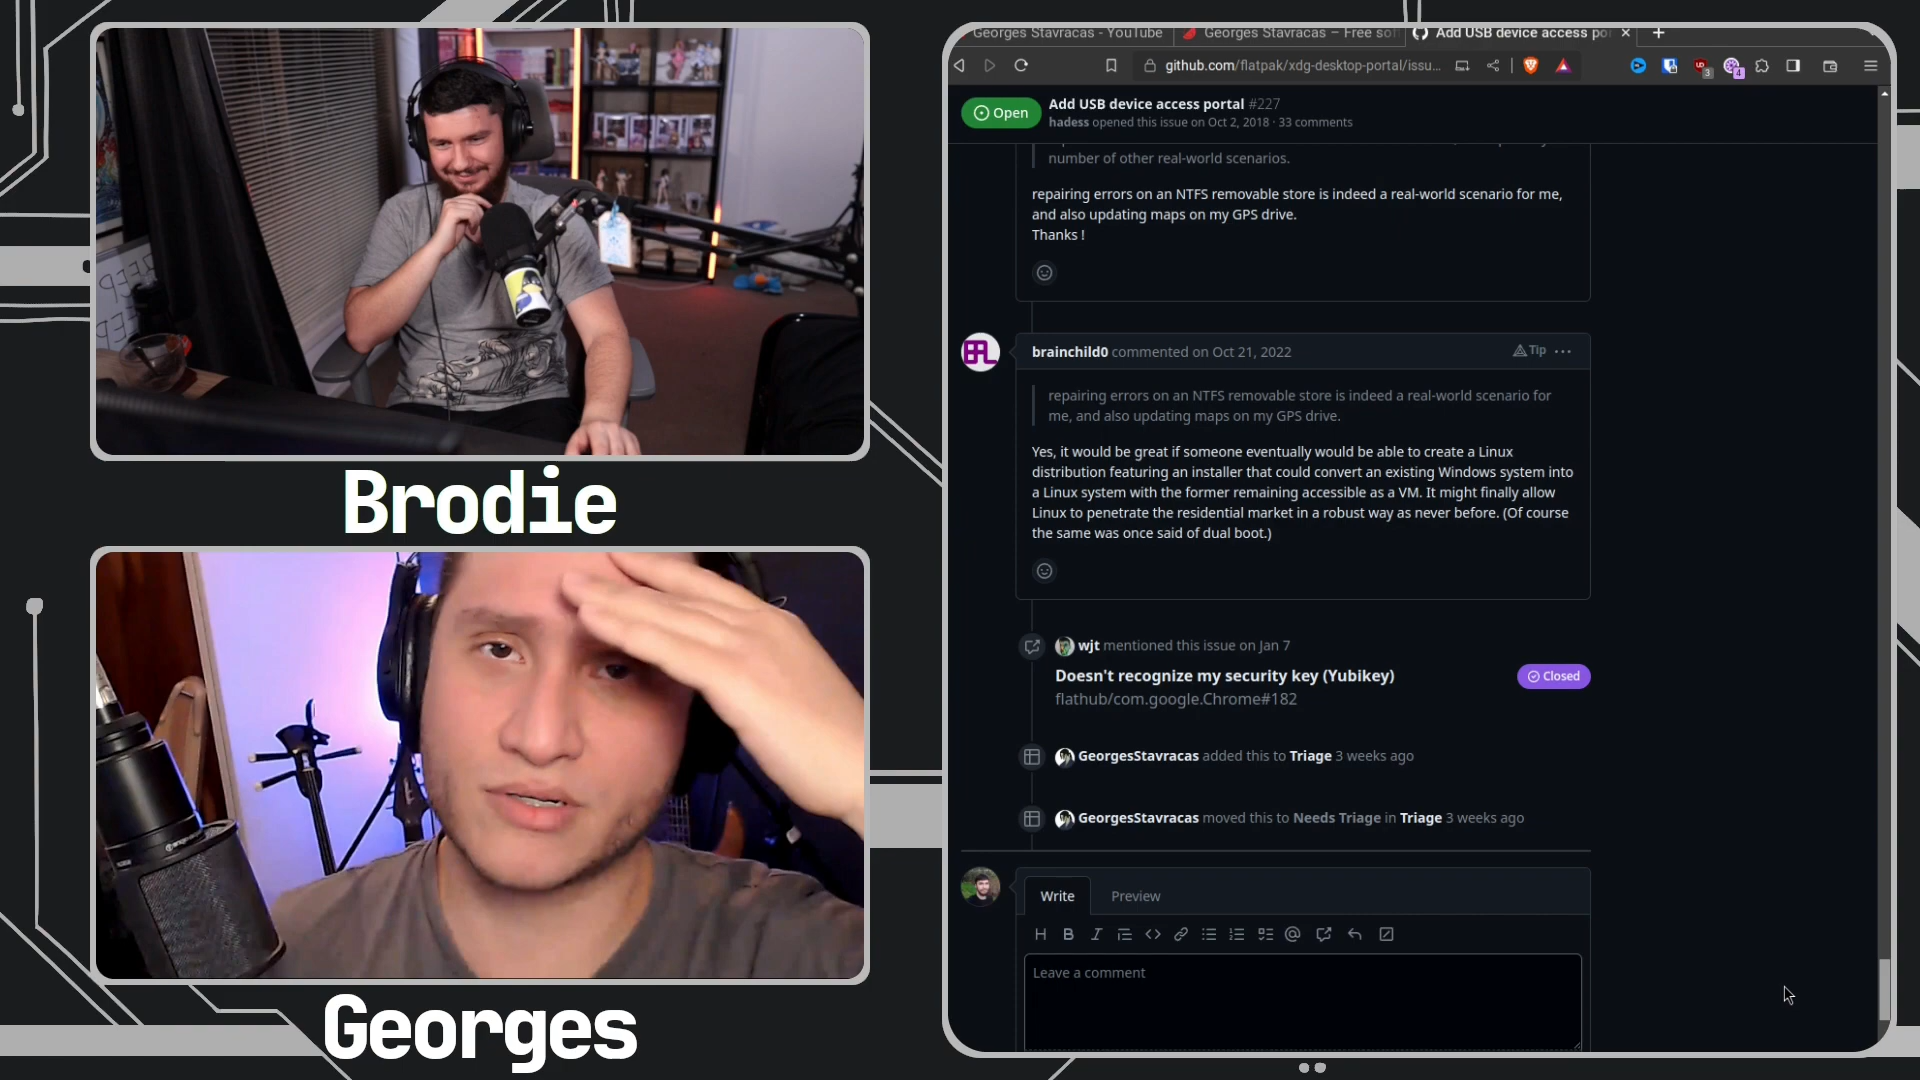 Georges Stavracas - YouTube
Georges Stavracas – Free sof
Add USB device access po
github.com/flatpak/xdg-desktop-portal/issu...
3
4
Open
Add USB device access portal #227
hadess opened this issue on Oct 2, 2018 · 33 comments
number of other real-world scenarios.
repairing errors on an NTFS removable store is indeed a real-world scenario for me,
and also updating maps on my GPS drive.
Thanks !
brainchild0 commented on Oct 21, 2022
Tip
repairing errors on an NTFS removable store is indeed a real-world scenario for
me, and also updating maps on my GPS drive.
Yes, it would be great if someone eventually would be able to create a Linux
distribution featuring an installer that could convert an existing Windows system into
a Linux system with the former remaining accessible as a VM. It might finally allow
Linux to penetrate the residential market in a robust way as never before. (Of course
the same was once said of dual boot.)
wjt mentioned this issue on Jan 7
Doesn't recognize my security key (Yubikey)
Closed
flathub/com.google.Chrome#182
GeorgesStavracas added this to Triage 3 weeks ago
GeorgesStavracas moved this to Needs Triage in Triage 3 weeks ago
Write
Preview
Leave a comment
Brodie
Georges